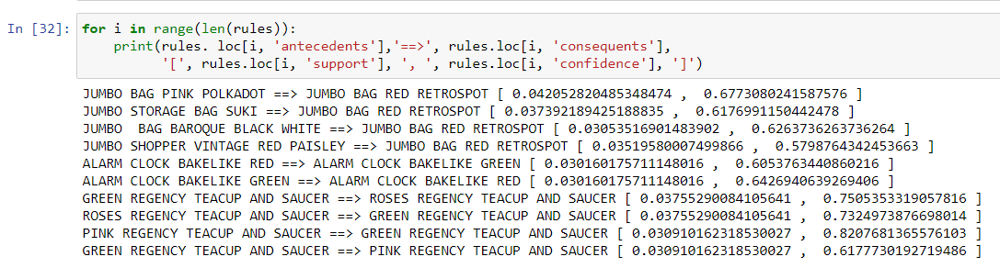 In [32]: for i in range(len(rules)):
print(rules. loc[i, 'antecedents'],'==>', rules.loc[i, 'consequents'],
'[', rules.loc[i, 'support'], ', ', rules.loc[i, 'confidence'], ']')
JUMBO BAG PINK POLKADOT ==> JUMBO BAG RED RETROSPOT [ 0.042052820485348474 ,  0.6773080241587576 ]
JUMBO STORAGE BAG SUKI ==> JUMBO BAG RED RETROSPOT [ 0.037392189425188835 ,  0.6176991150442478 ]
JUMBO  BAG BAROQUE BLACK WHITE ==> JUMBO BAG RED RETROSPOT [ 0.03053516901483902 ,  0.6263736263736264 ]
JUMBO SHOPPER VINTAGE RED PAISLEY ==> JUMBO BAG RED RETROSPOT [ 0.03519580007499866 ,  0.5798764342453663 ]
ALARM CLOCK BAKELIKE RED ==> ALARM CLOCK BAKELIKE GREEN [ 0.030160175711148016 ,  0.6053763440860216 ]
ALARM CLOCK BAKELIKE GREEN ==> ALARM CLOCK BAKELIKE RED [ 0.030160175711148016 ,  0.6426940639269406 ]
GREEN REGENCY TEACUP AND SAUCER ==> ROSES REGENCY TEACUP AND SAUCER [ 0.03755290084105641 ,  0.7505353319057816 ]
ROSES REGENCY TEACUP AND SAUCER ==> GREEN REGENCY TEACUP AND SAUCER [ 0.03755290084105641 ,  0.7324973876698014 ]
PINK REGENCY TEACUP AND SAUCER ==> GREEN REGENCY TEACUP AND SAUCER [ 0.030910162318530027 ,  0.8207681365576103 ]
GREEN REGENCY TEACUP AND SAUCER ==> PINK REGENCY TEACUP AND SAUCER [ 0.030910162318530027 ,  0.6177730192719486 ]